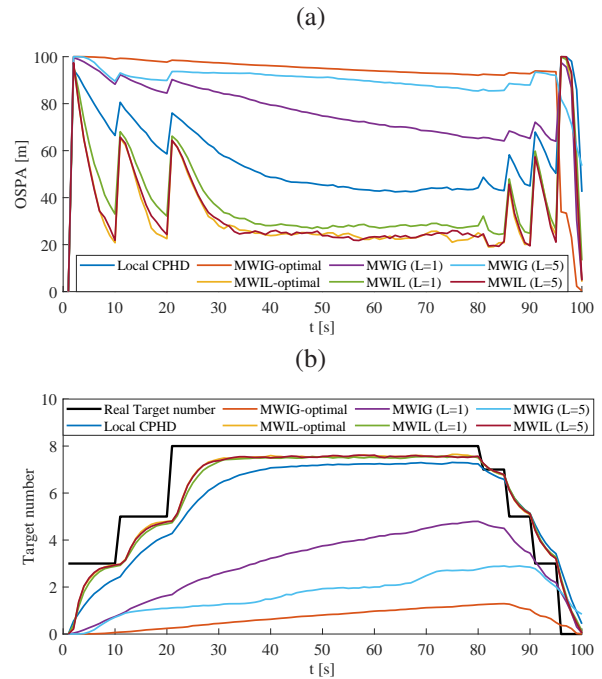 (a)
100
80
60
40
20
0
OSPA [m]
Local CPHD MWIG-optimal MWIG (L=1) MWIG (L=5)
MWIL-optimal MWIL (L=1) MWIL (L=5)
0 10 20 30 40 50 60 70 80 90 100
t [s]
(b)
10
8
6
4
2
0
Target number
Real Target number MWIG-optimal MWIG (L=1) MWIG (L=5)
Local CPHD MWIL-optimal MWIL (L=1) MWIL (L=5)
0 10 20 30 40 50 60 70 80 90 100
t [s]